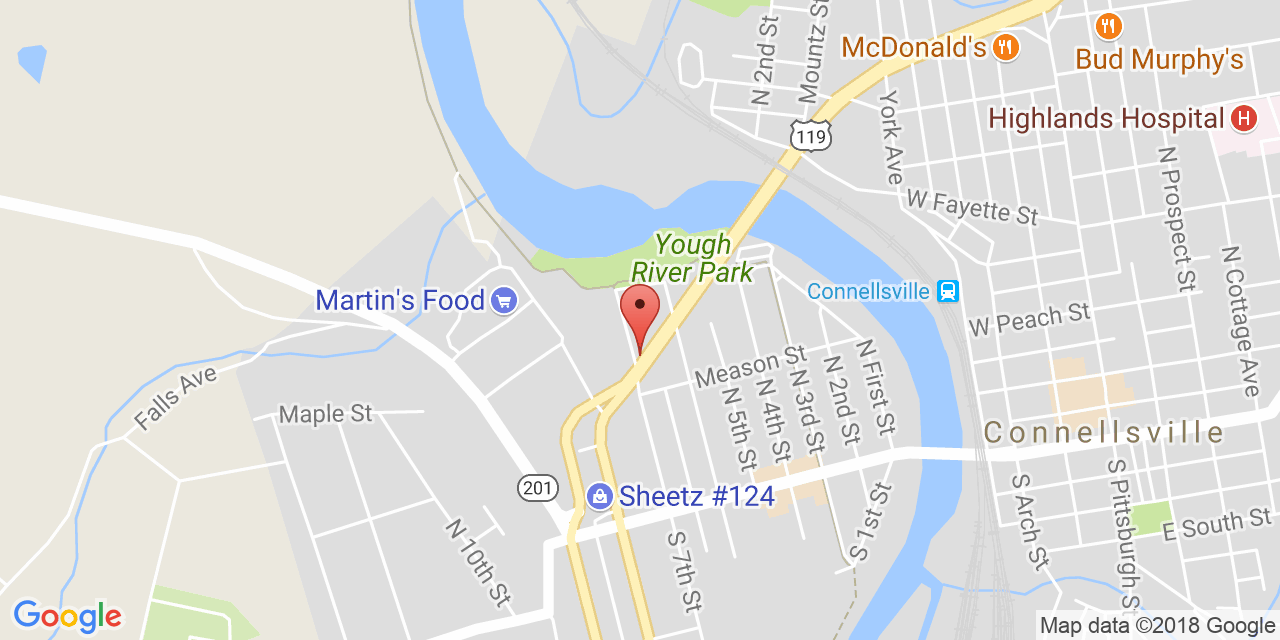 N 2nd St
Mountz St
McDonald's
Bud Murphy's
Highlands Hospital
H
119
York Ave
N Prospect St
W Fayette St
Yough
River Park
N Cottage Ave
Connellsville
Martin's Food
W Peach St
Meason St
N First St
N 2nd St
N 3rd St
N 4th St
N 5th St
Falls Ave
Maple St
Connellsville
201
Sheetz #124
S 1st St
S Arch St
S Pittsburgh St
E South St
N 10th St
S 7th St
Google
Map data ©2018 Google